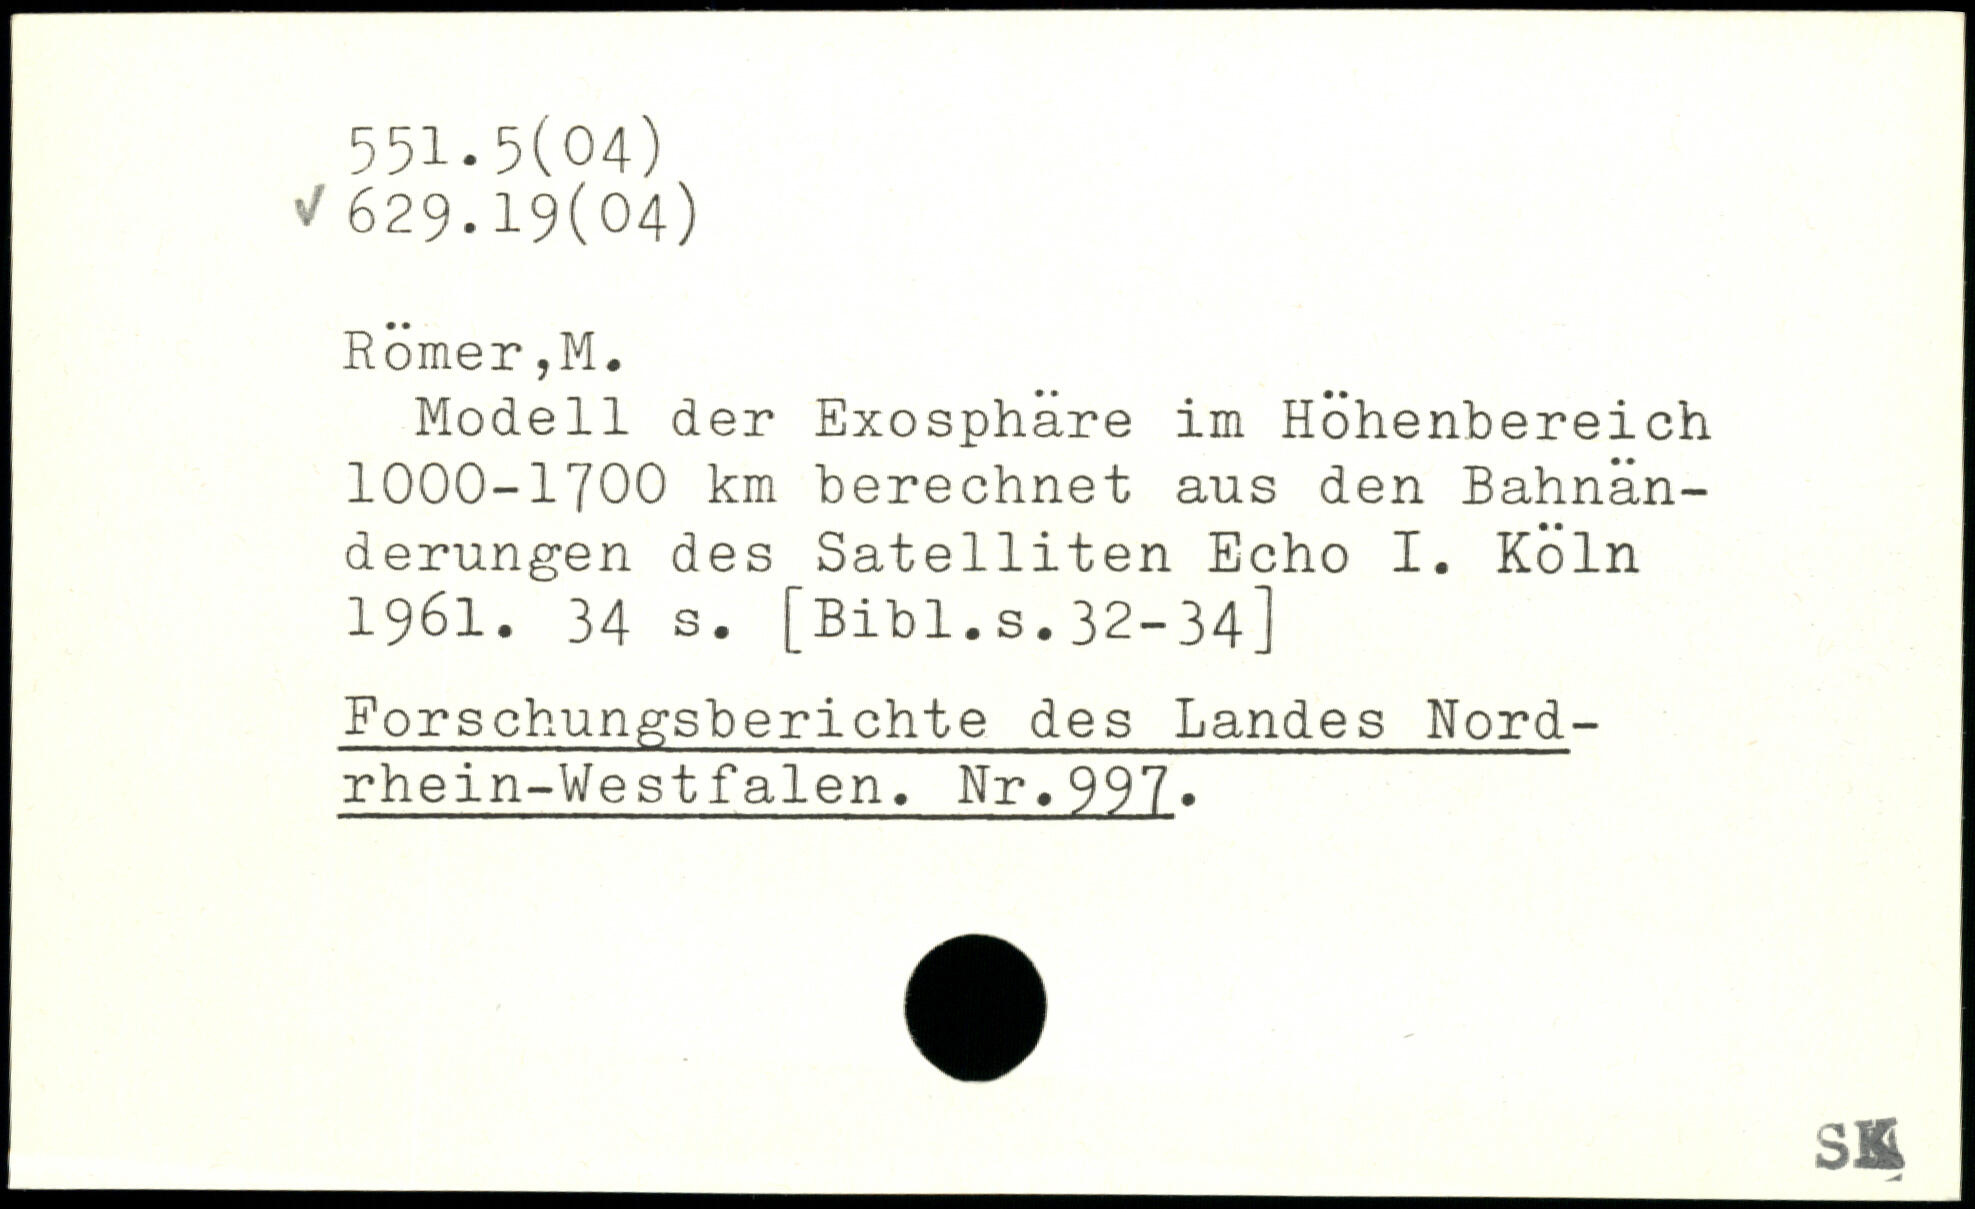 551.5(04)
✓ 629.19(04)
Römer,M.
Modell der Exosphäre im Höhenbereich
1000-1700 km berechnet aus den Bahnän-
derungen des Satelliten Echo I. Köln
1961. 34 s. [Bibl.s.32-34]
Forschungsberichte des Landes Nord-
rhein-Westfalen. Nr.997.
SK